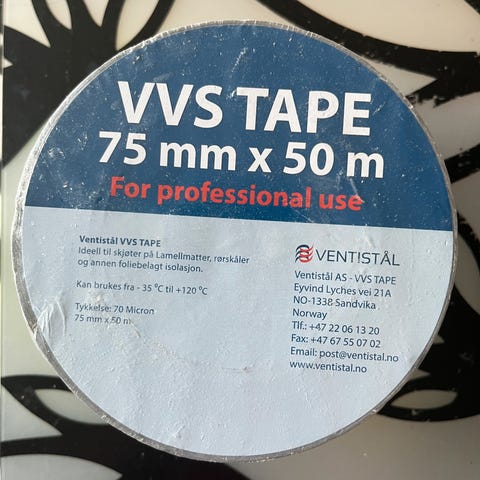 VVS TAPE
75 mm x 50 m
For professional use
Ventistål VVS TAPE
Ideell til skjøter på Lamellmatter, rørskåler
og annen foliebelagt isolasjon.
Kan brukes fra - 35 °C til +120 °C
Tykkelse: 70 Micron
75 mm x 50 m
VENTISTÅL
Ventistål AS - VVS TAPE
Eyvind Lyches vei 21A
NO-1338 Sandvika
Norway
Tlf.: +47 22 06 13 20
Fax: +47 67 55 07 02
Email: post@ventistal.no
www.ventistal.no